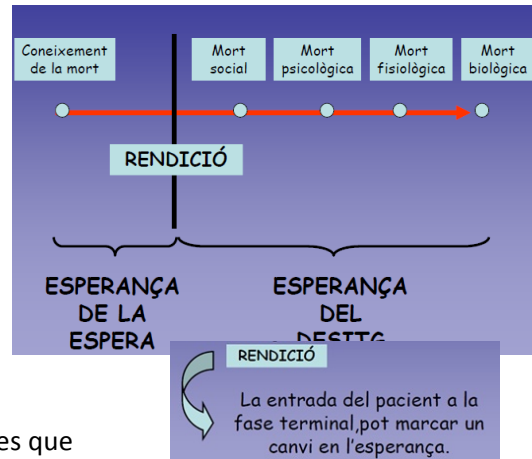 Coneixement
de la mort
Mort
social
Mort
psicològica
Mort
fisiològica
Mort
biològica
RENDICIÓ
ESPERANÇA
DE LA
ESPERA
ESPERANÇA
DEL
DESITG
RENDICIÓ
La entrada del pacient a la
fase terminal,pot marcar un
canvi en l'esperança.
es que